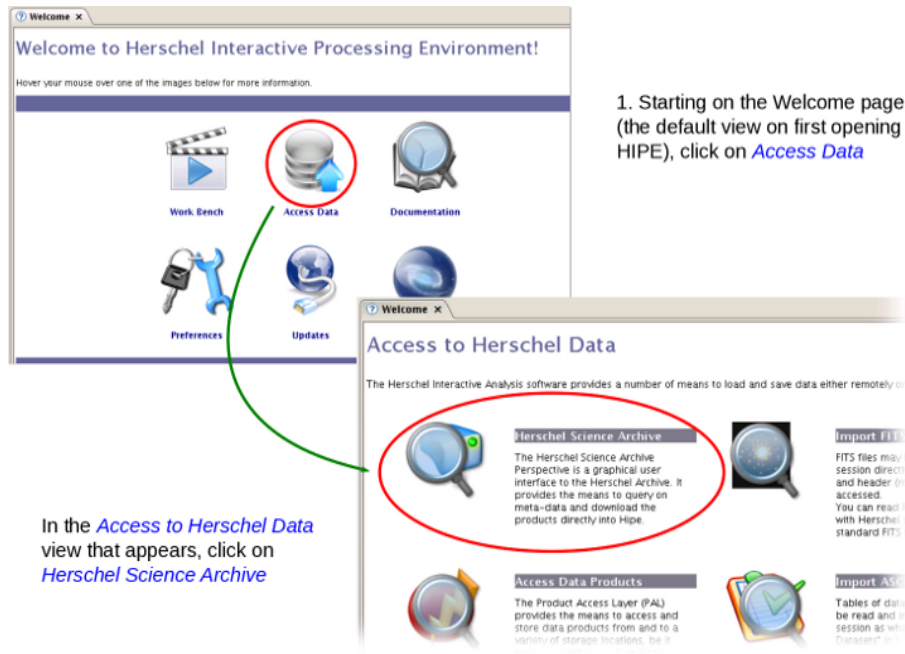 Welcome x
Welcome to Herschel Interactive Processing Environment!
Hover your mouse over one of the images below for more information.
Work Bench
Access Data
Documentation
Preferences
Updates
1. Starting on the Welcome page
(the default view on first opening
HIPE), click on Access Data
Welcome x
Access to Herschel Data
The Herschel Interactive Analysis software provides a number of means to load and save data either remotely or
Herschel Science Archive
The Herschel Science Archive
Perspective is a graphical user
interface to the Herschel Archive. It
provides the means to query on
meta-data and download the
products directly into Hipe.
Import FITS
FITS files may
session directl
and header (m
accessed.
You can read
with Herschel
standard FITS
In the Access to Herschel Data
view that appears, click on
Herschel Science Archive
Access Data Products
The Product Access Layer (PAL)
provides the means to access and
store data products from and to a
variety of storage locations, be it
Import ASC
Tables of data
be read and
session as
Datasets"